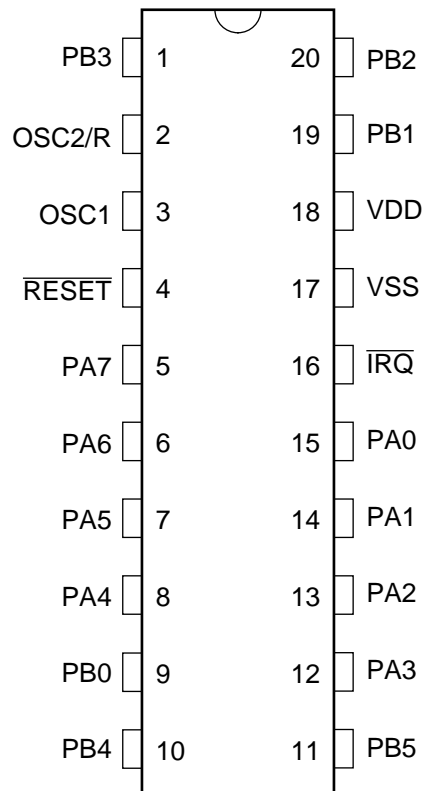 PB3 1 20 PB2
OSC2/R 2 19 PB1
OSC1 3 18 VDD
R̅E̅S̅E̅T̅ 4 17 VSS
PA7 5 16 I̅R̅Q̅
PA6 6 15 PA0
PA5 7 14 PA1
PA4 8 13 PA2
PB0 9 12 PA3
PB4 10 11 PB5